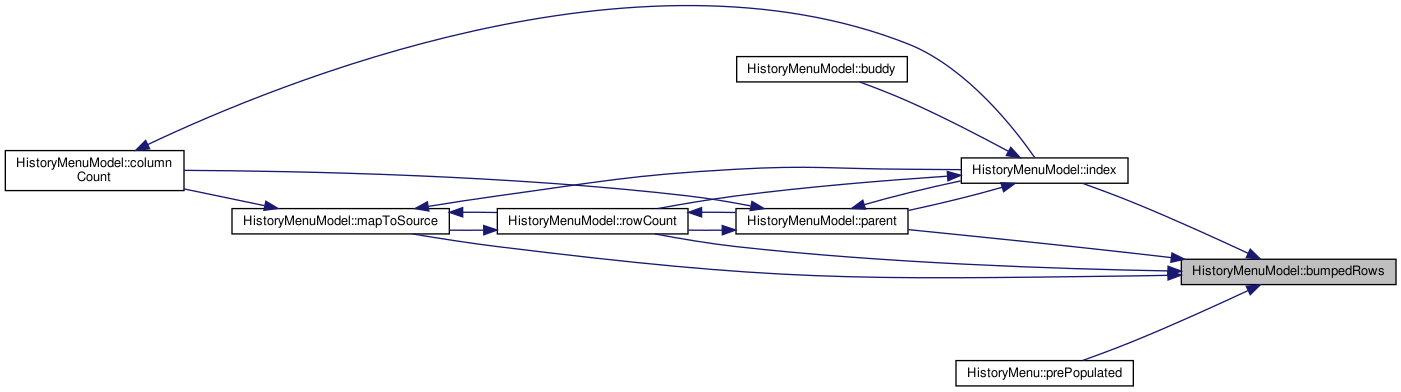 HistoryMenuModel::buddy
HistoryMenuModel::column
Count
HistoryMenuModel::index
HistoryMenuModel::mapToSource
HistoryMenuModel::rowCount
HistoryMenuModel::parent
HistoryMenuModel::bumpedRows
HistoryMenu::prePopulated